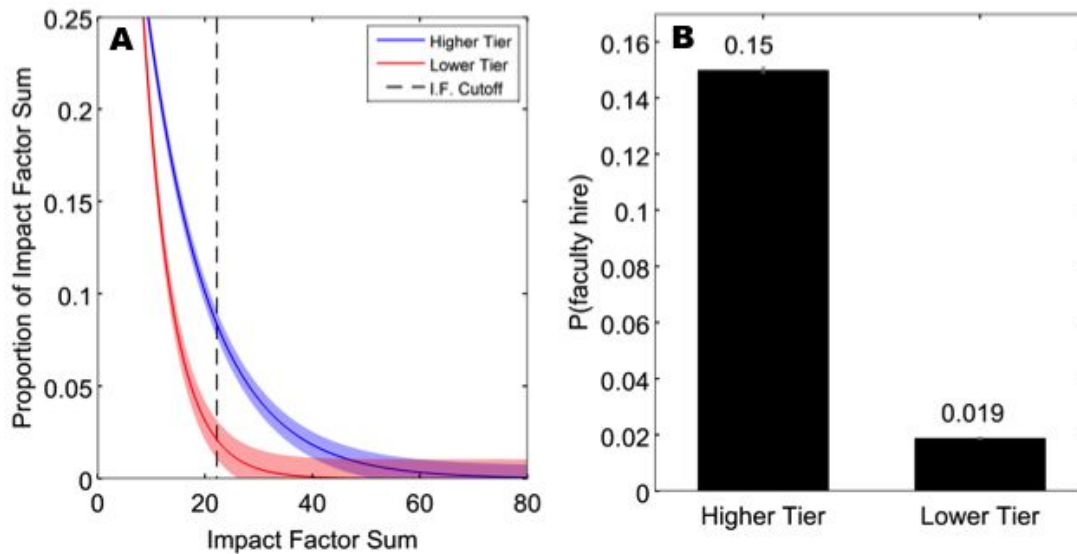 A
Higher Tier
Lower Tier
I.F. Cutoff
Proportion of Impact Factor Sum
0.25
0.2
0.15
0.1
0.05
0
0 20 40 60 80
Impact Factor Sum
B
P(faculty hire)
0.16
0.14
0.12
0.1
0.08
0.06
0.04
0.02
0
0.15
0.019
Higher Tier Lower Tier